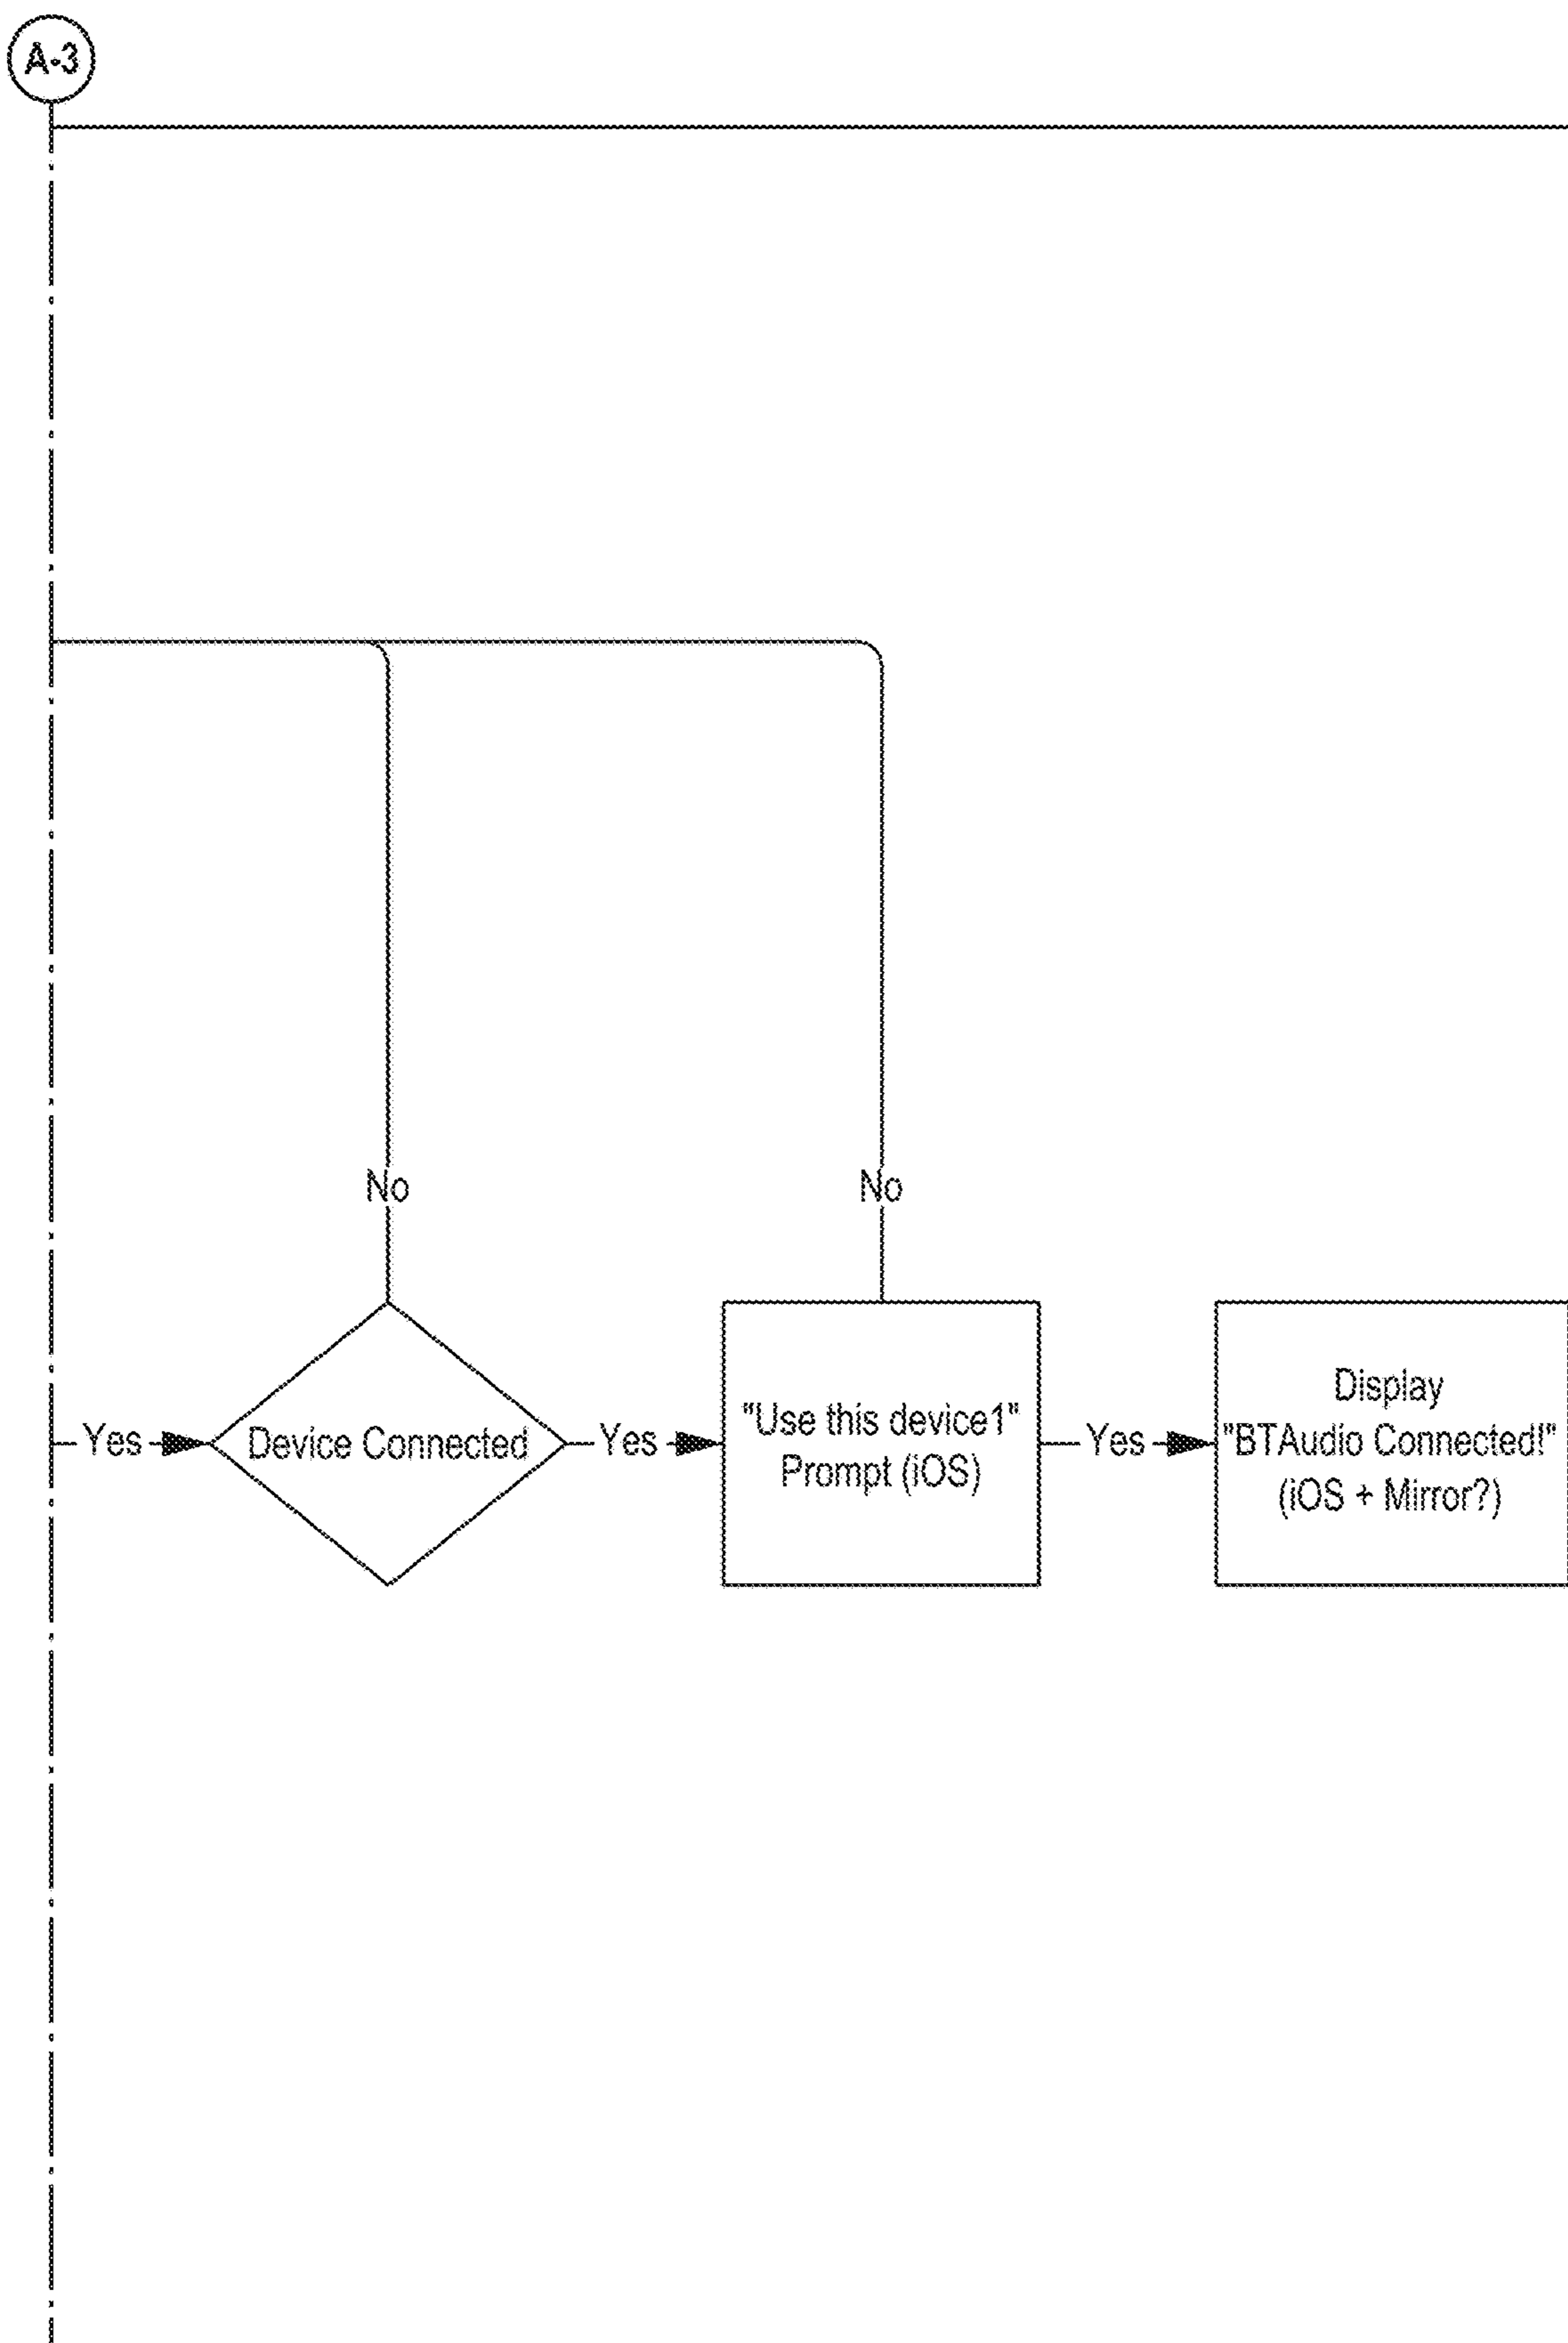 A-3
No
No
Yes
Device Connected
Yes
"Use this device1"
Prompt (iOS)
Yes
Display
"BTAudio Connected!"
(iOS + Mirror?)